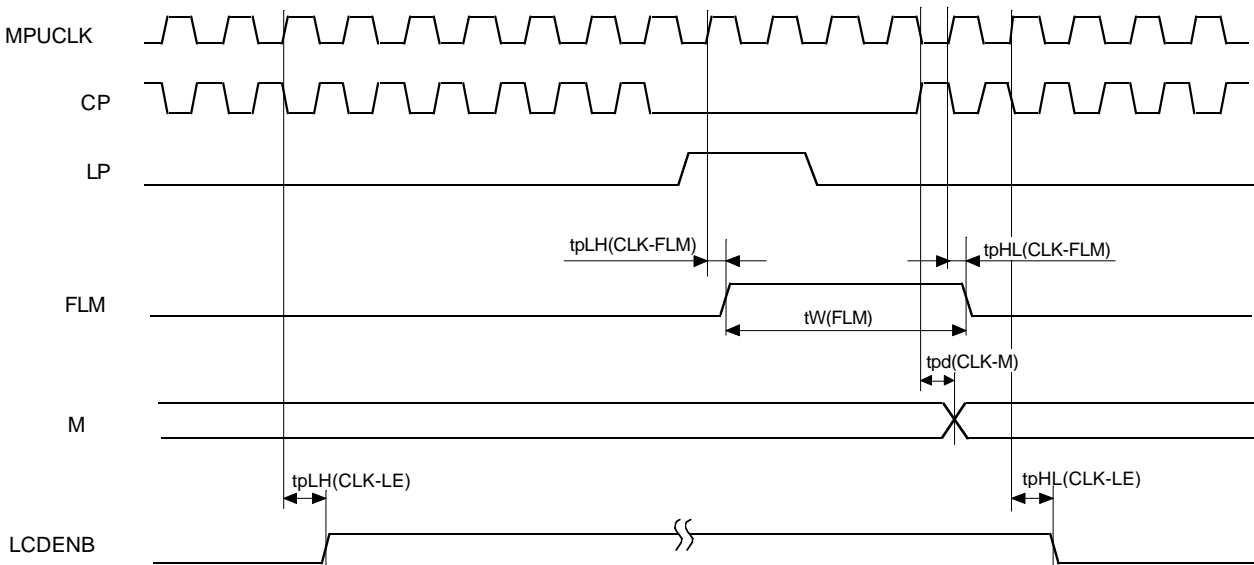 MPUCLK
CP
LP
tpLH(CLK-FLM)
tpHL(CLK-FLM)
FLM
tW(FLM)
tpd(CLK-M)
M
tpLH(CLK-LE)
tpHL(CLK-LE)
LCDENB